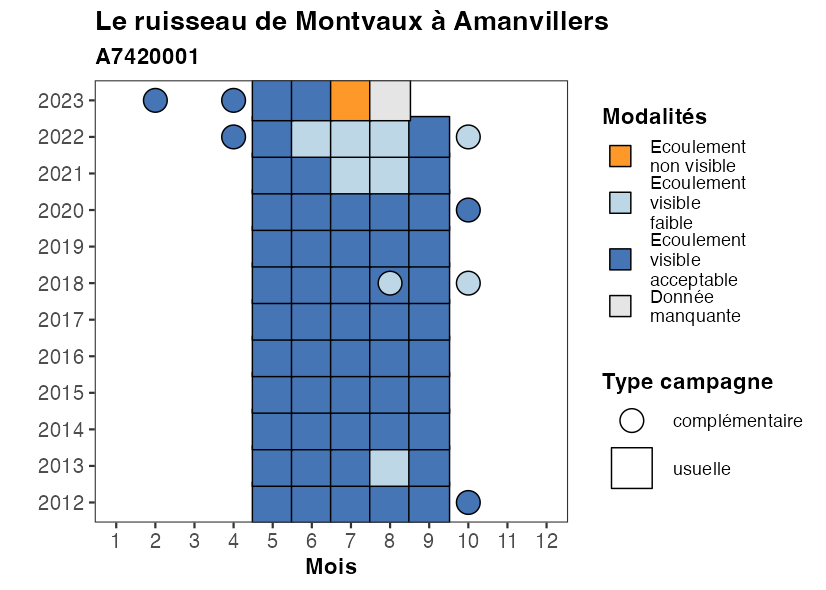 Le ruisseau de Montvaux à Amanvillers
A7420001
2023
2022
2021
2020
2019
2018
2017
2016
2015
2014
2013
2012
1 2 3 4 5 6 7 8 9 10 11 12
Mois
Modalités
Ecoulement
non visible
Ecoulement
visible
faible
Ecoulement
visible
acceptable
Donnée
manquante
Type campagne
complémentaire
usuelle